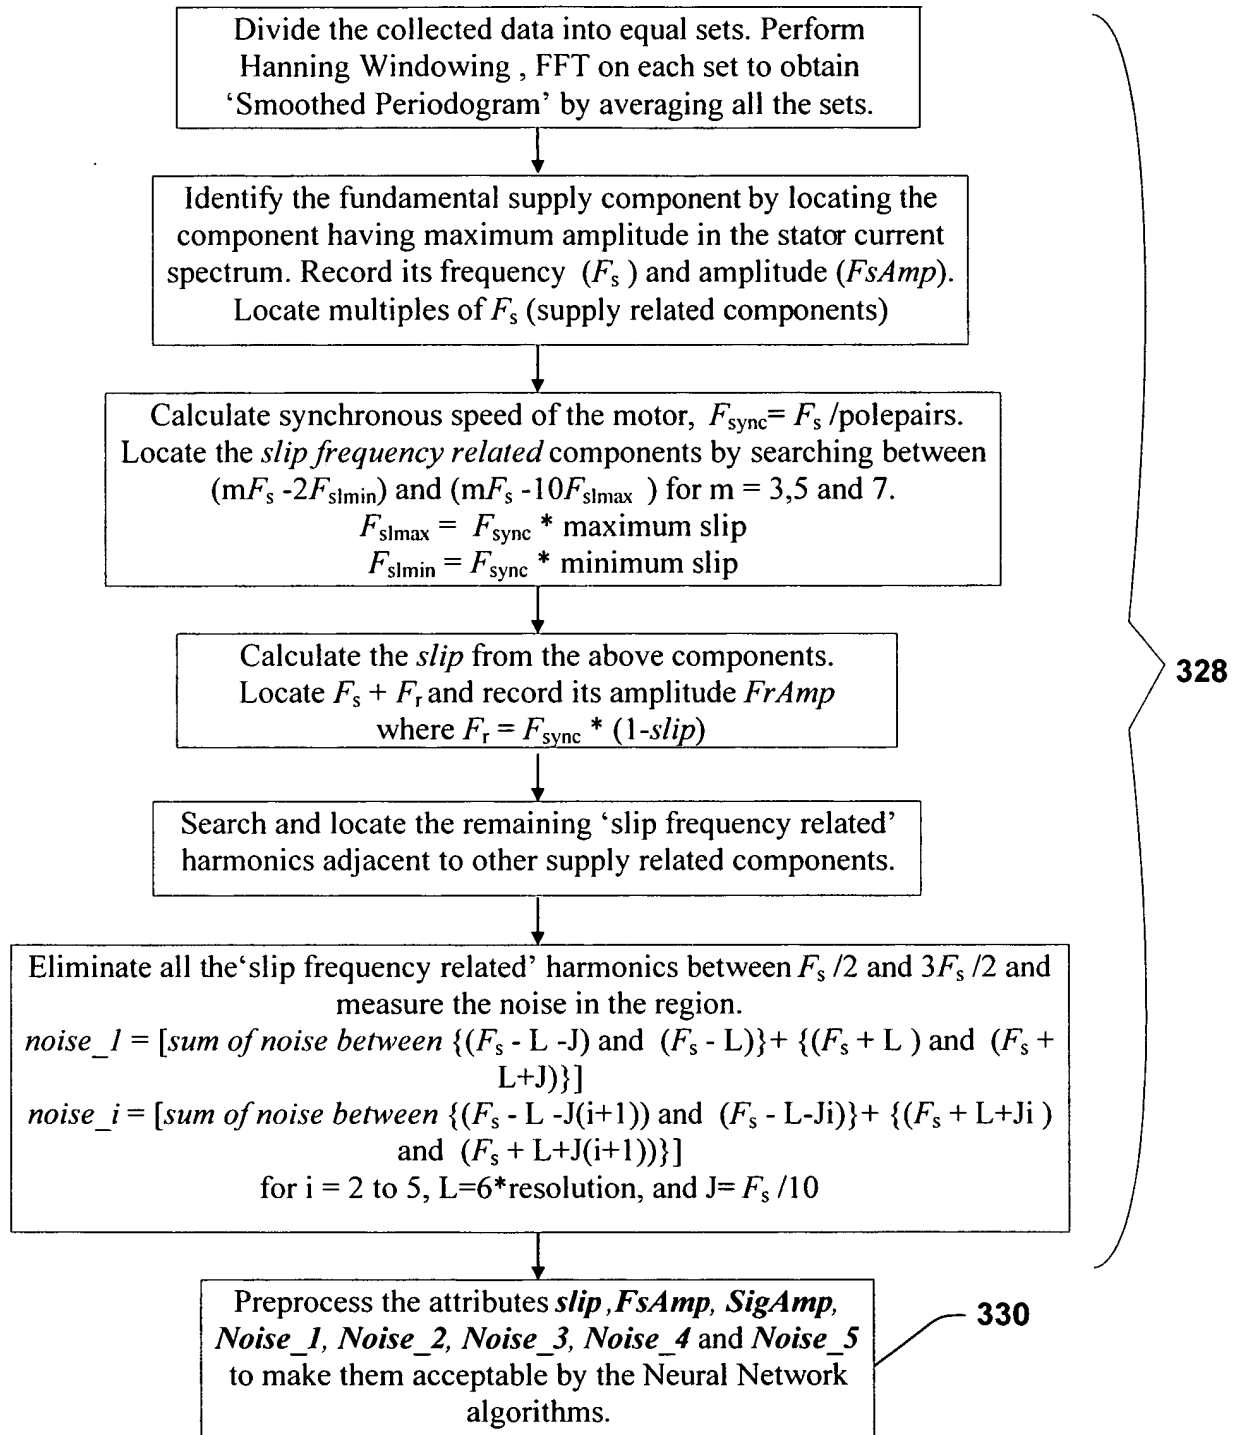 Divide the collected data into equal sets. Perform
Hanning Windowing , FFT on each set to obtain
‘Smoothed Periodogram’ by averaging all the sets.
Identify the fundamental supply component by locating the
component having maximum amplitude in the stator current
spectrum. Record its frequency (Fs ) and amplitude (FsAmp).
Locate multiples of Fs (supply related components)
Calculate synchronous speed of the motor, Fsync= Fs /polepairs.
Locate the slip frequency related components by searching between
(mFs -2Fslmin) and (mFs -10Fslmax ) for m = 3,5 and 7.
Fslmax = Fsync * maximum slip
Fslmin = Fsync * minimum slip
Calculate the slip from the above components.
Locate Fs + Fr and record its amplitude FrAmp
where Fr = Fsync * (1-slip)
328
Search and locate the remaining ‘slip frequency related’
harmonics adjacent to other supply related components.
Eliminate all the‘slip frequency related’ harmonics between Fs /2 and 3Fs /2 and
measure the noise in the region.
noise_1 = [sum of noise between {(Fs - L -J) and (Fs - L)}+ {(Fs + L ) and (Fs +
L+J)}]
noise_i = [sum of noise between {(Fs - L -J(i+1)) and (Fs - L-Ji)}+ {(Fs + L+Ji )
and (Fs + L+J(i+1))}]
for i = 2 to 5, L=6*resolution, and J= Fs /10
Preprocess the attributes slip,FsAmp, SigAmp,
Noise_1, Noise_2, Noise_3, Noise_4 and Noise_5
to make them acceptable by the Neural Network
algorithms.
330